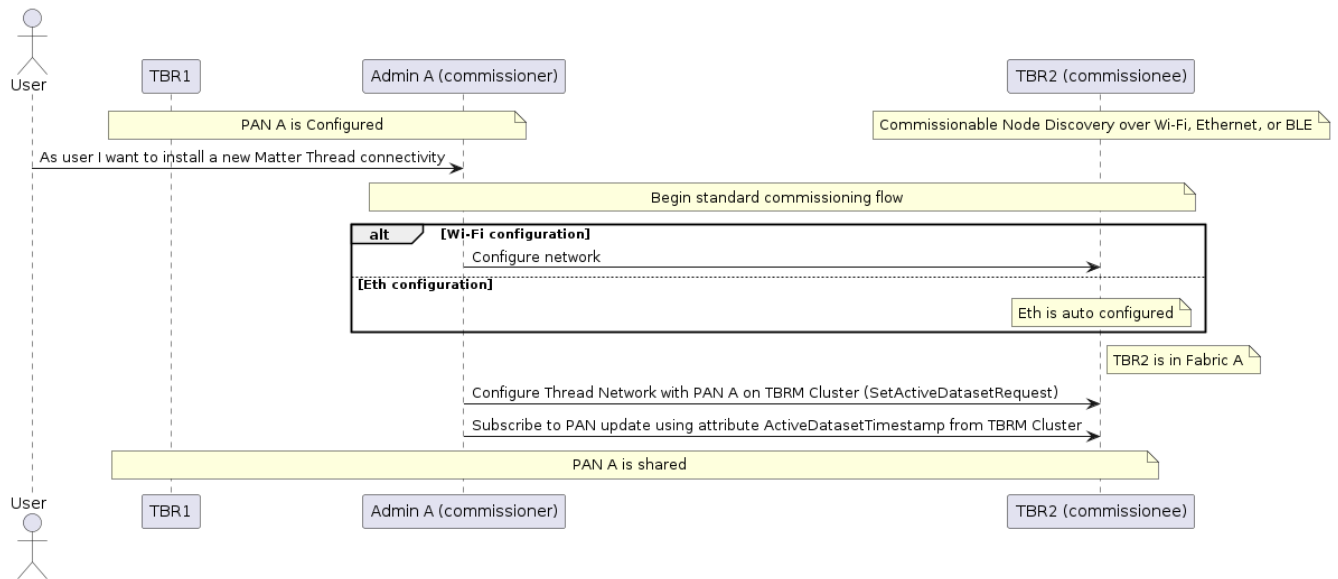 User
TBR1
Admin A (commissioner)
TBR2 (commissionee)
PAN A is Configured
Commissionable Node Discovery over Wi-Fi, Ethernet, or BLE
As user I want to install a new Matter Thread connectivity
Begin standard commissioning flow
alt
[Wi-Fi configuration]
Configure network
[Eth configuration]
Eth is auto configured
TBR2 is in Fabric A
Configure Thread Network with PAN A on TBRM Cluster (SetActiveDatasetRequest)
Subscribe to PAN update using attribute ActiveDatasetTimestamp from TBRM Cluster
PAN A is shared
User
TBR1
Admin A (commissioner)
TBR2 (commissionee)